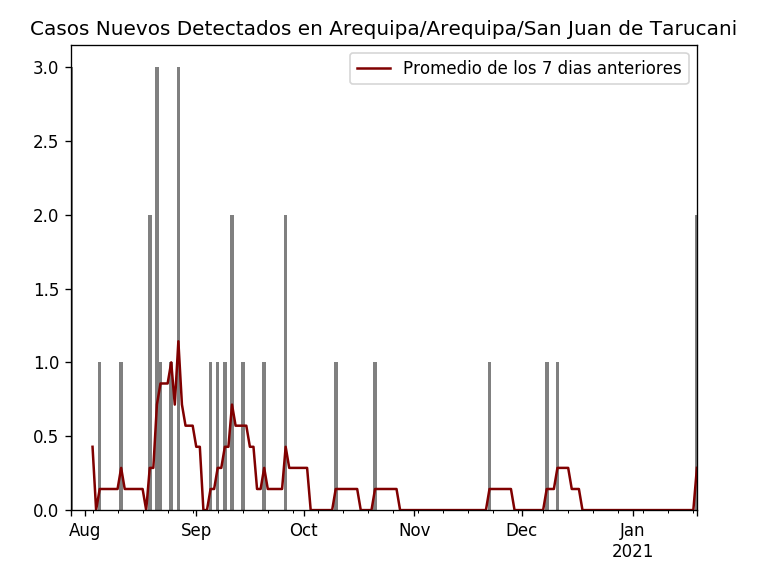 Casos Nuevos Detectados en Arequipa/Arequipa/San Juan de Tarucani
Promedio de los 7 dias anteriores
3.0
2.5
2.0
1.5
1.0
0.5
0.0
Aug Sep Oct Nov Dec Jan
2021